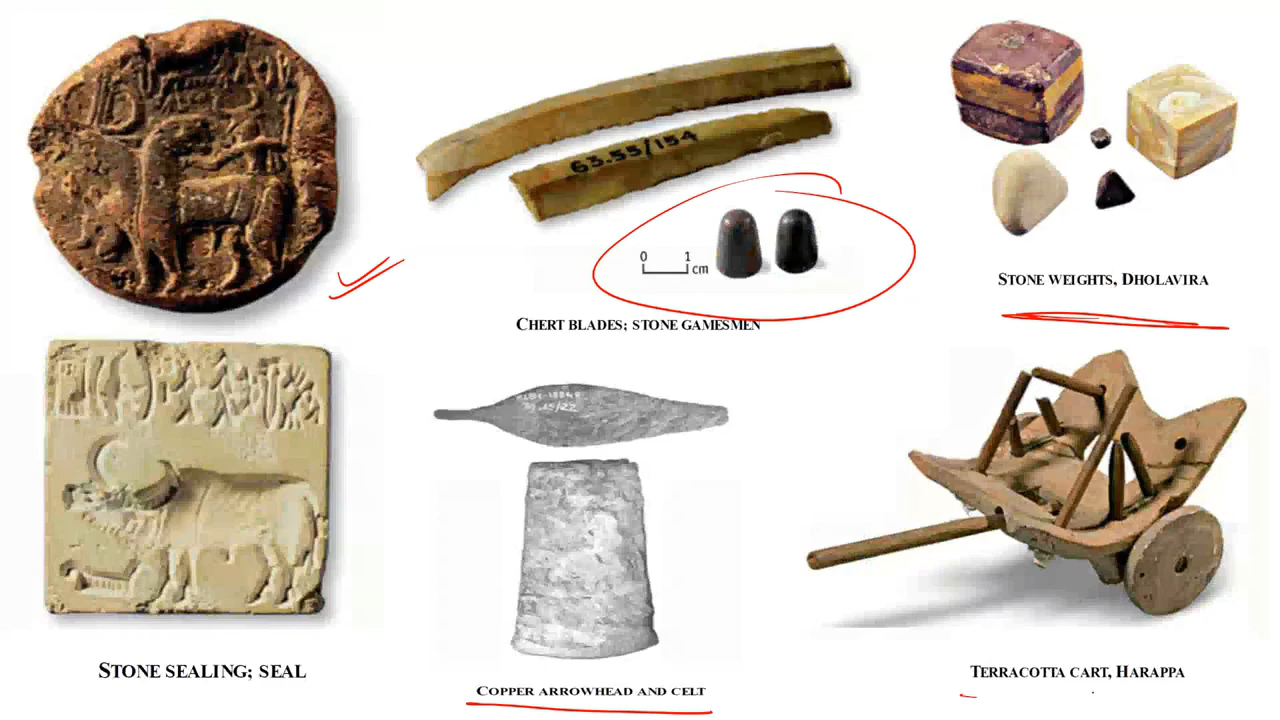 63.55/154
0 1
cm
CHERT BLADES; STONE GAMESMEN
STONE WEIGHTS, DHOLAVIRA
STONE SEALING; SEAL
COPPER ARROWHEAD AND CELT
TERRACOTTA CART, HARAPPA